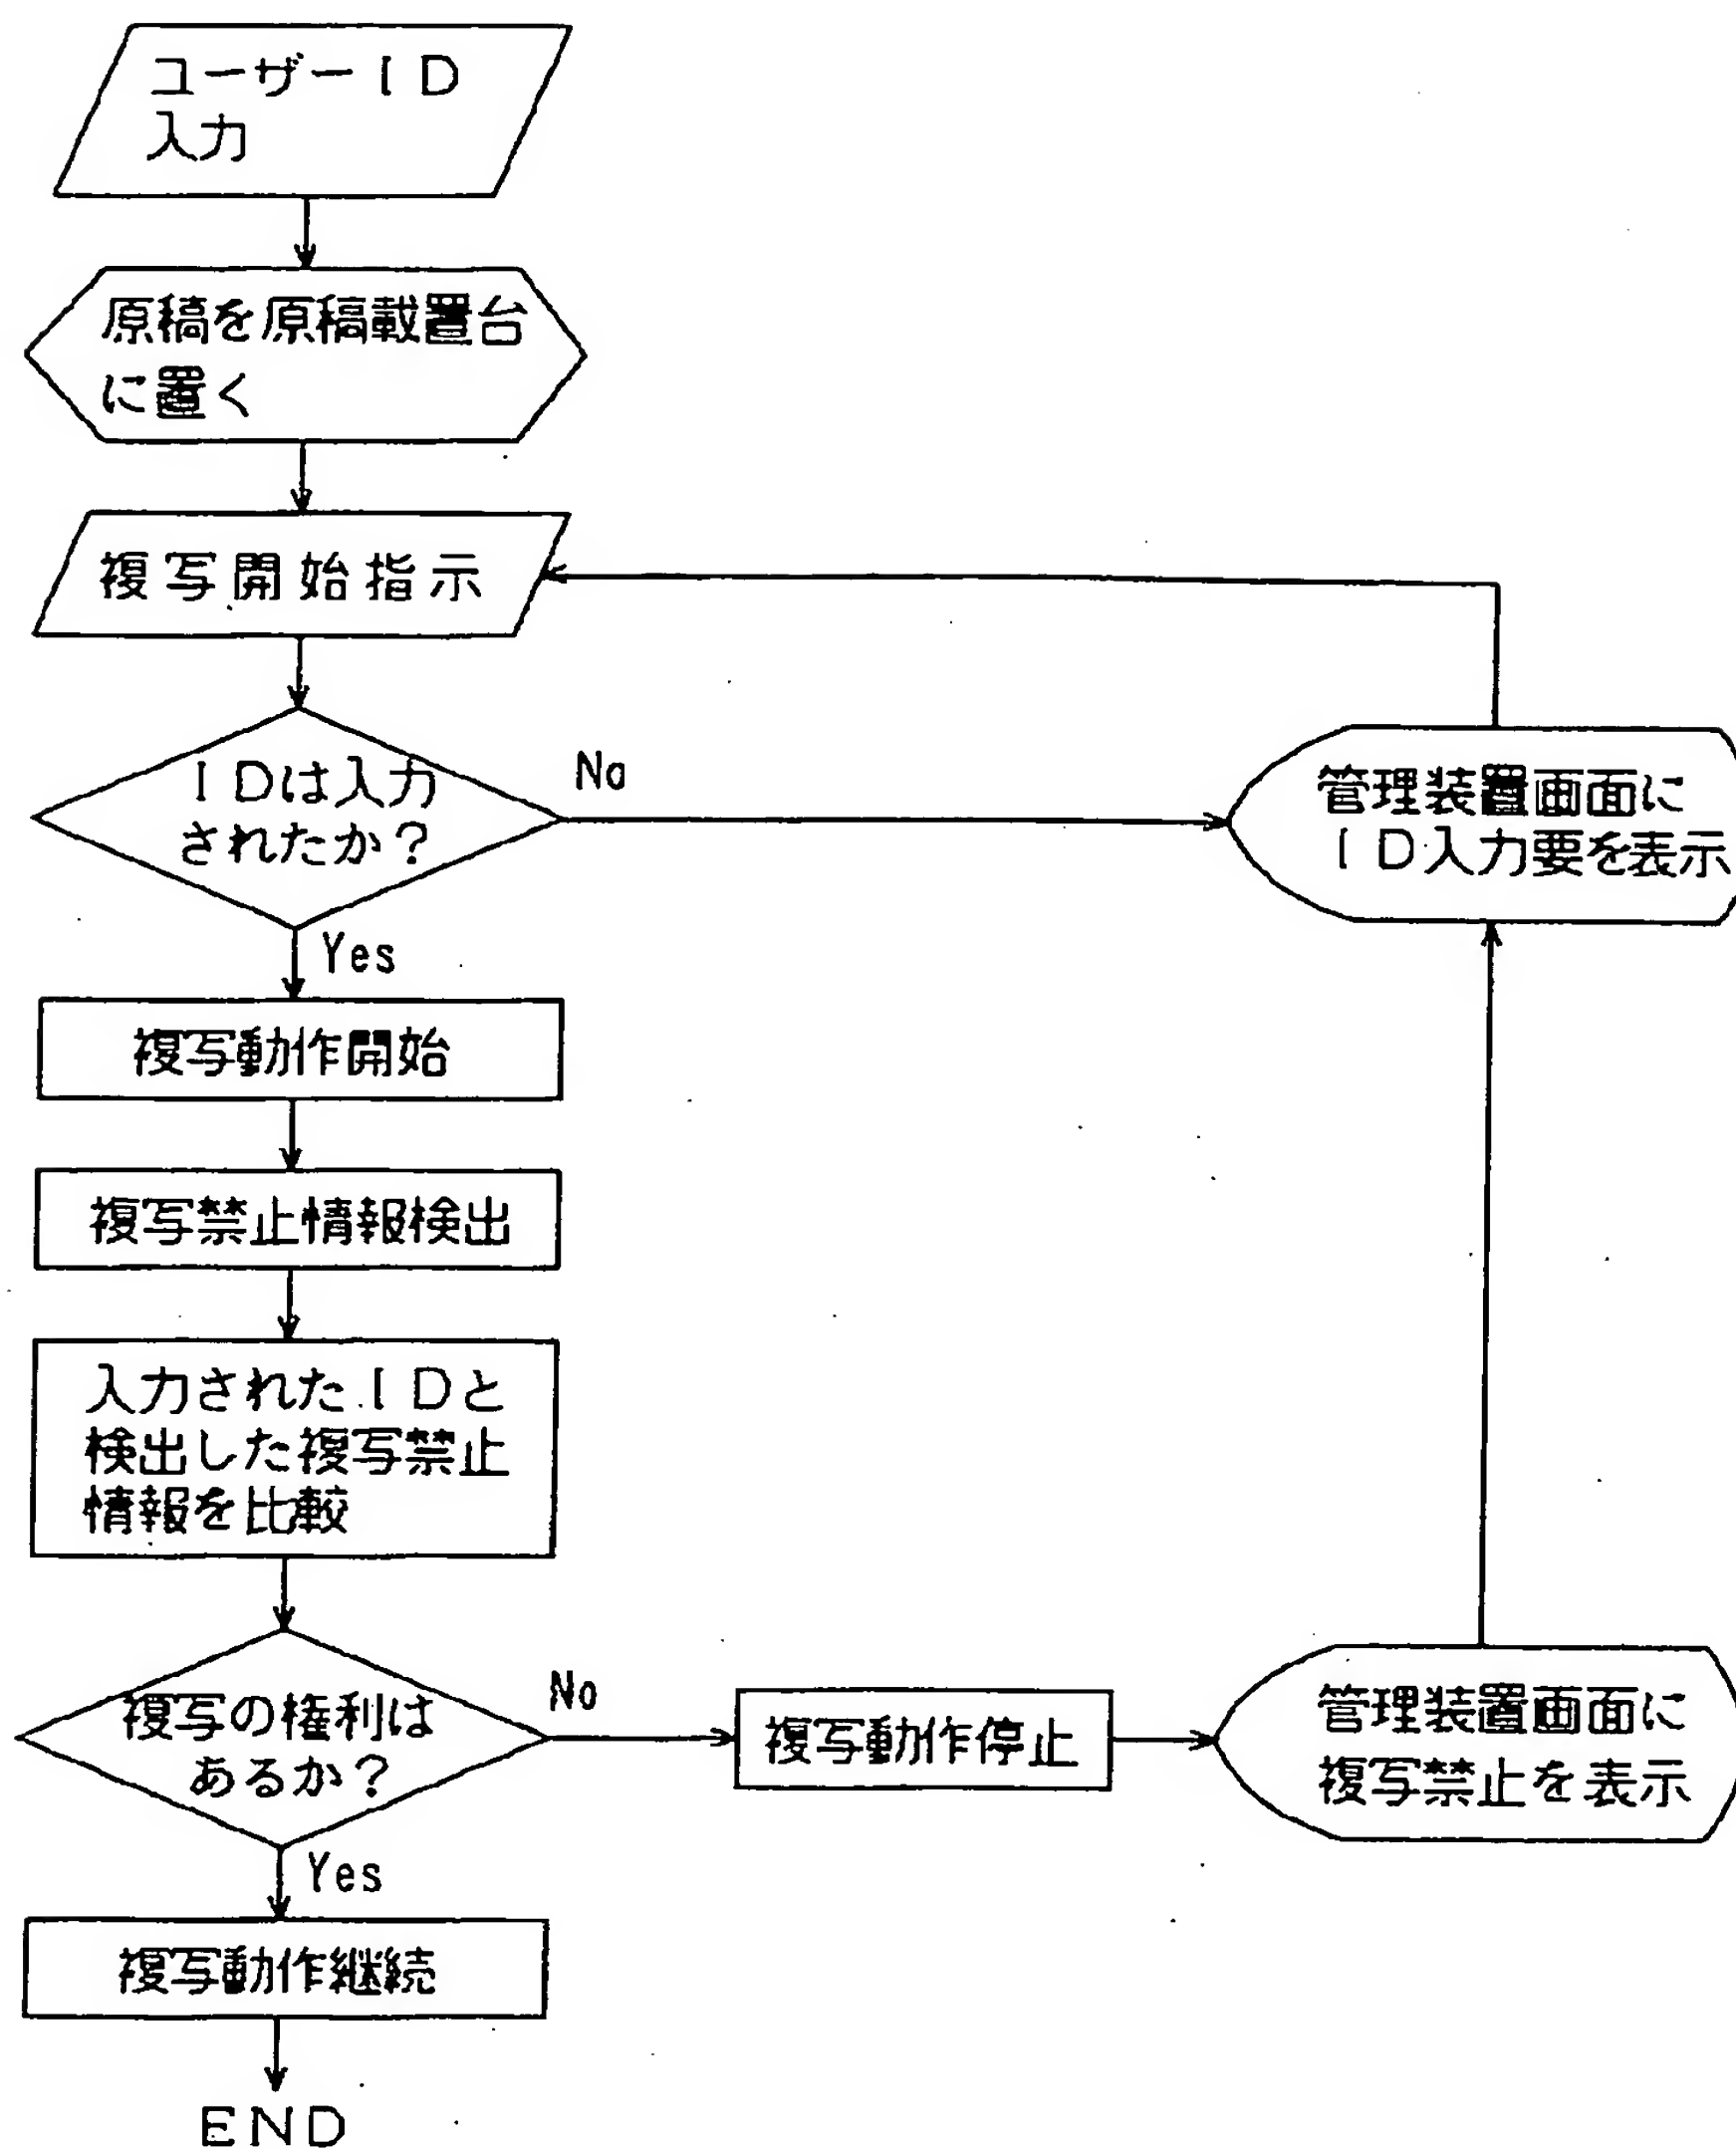 ユーザーID
入力
原稿を原稿載置台
に置く
複写開始指示
IDは入力
されたか？
No
管理装置画面に
ID入力要を表示
Yes
複写動作開始
複写禁止情報検出
入力されたIDと
検出した複写禁止
情報を比較
複写の権利は
あるか？
No
複写動作停止
管理装置画面に
複写禁止を表示
Yes
複写動作継続
END